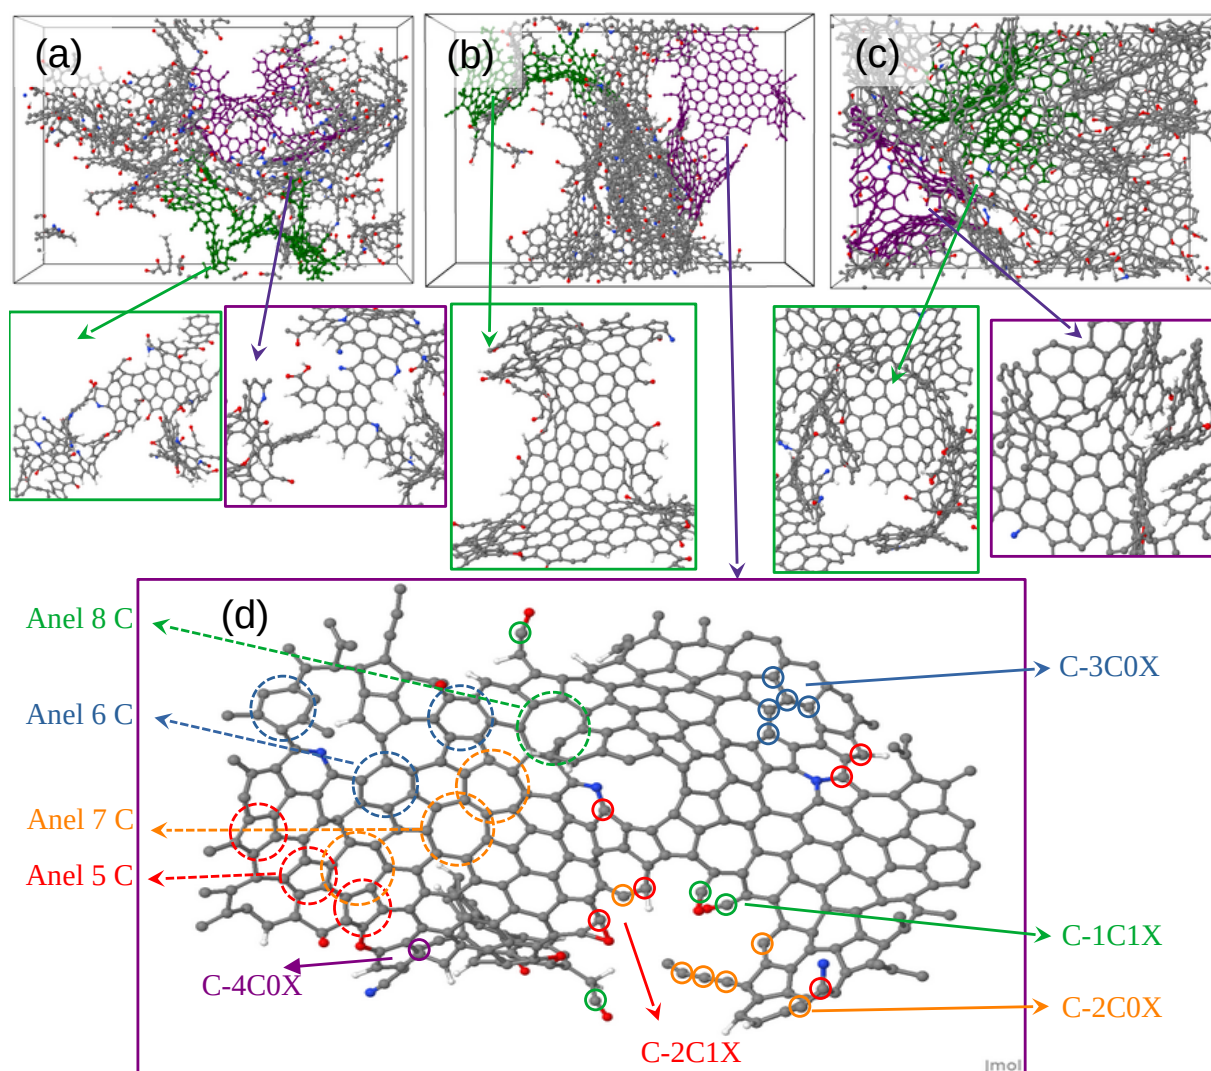 (a)
(b)
(c)
(d)
Anel 8 C
Anel 6 C
Anel 7 C
Anel 5 C
C-3C0X
C-1C1X
C-4C0X
C-2C0X
C-2C1X
Jmol